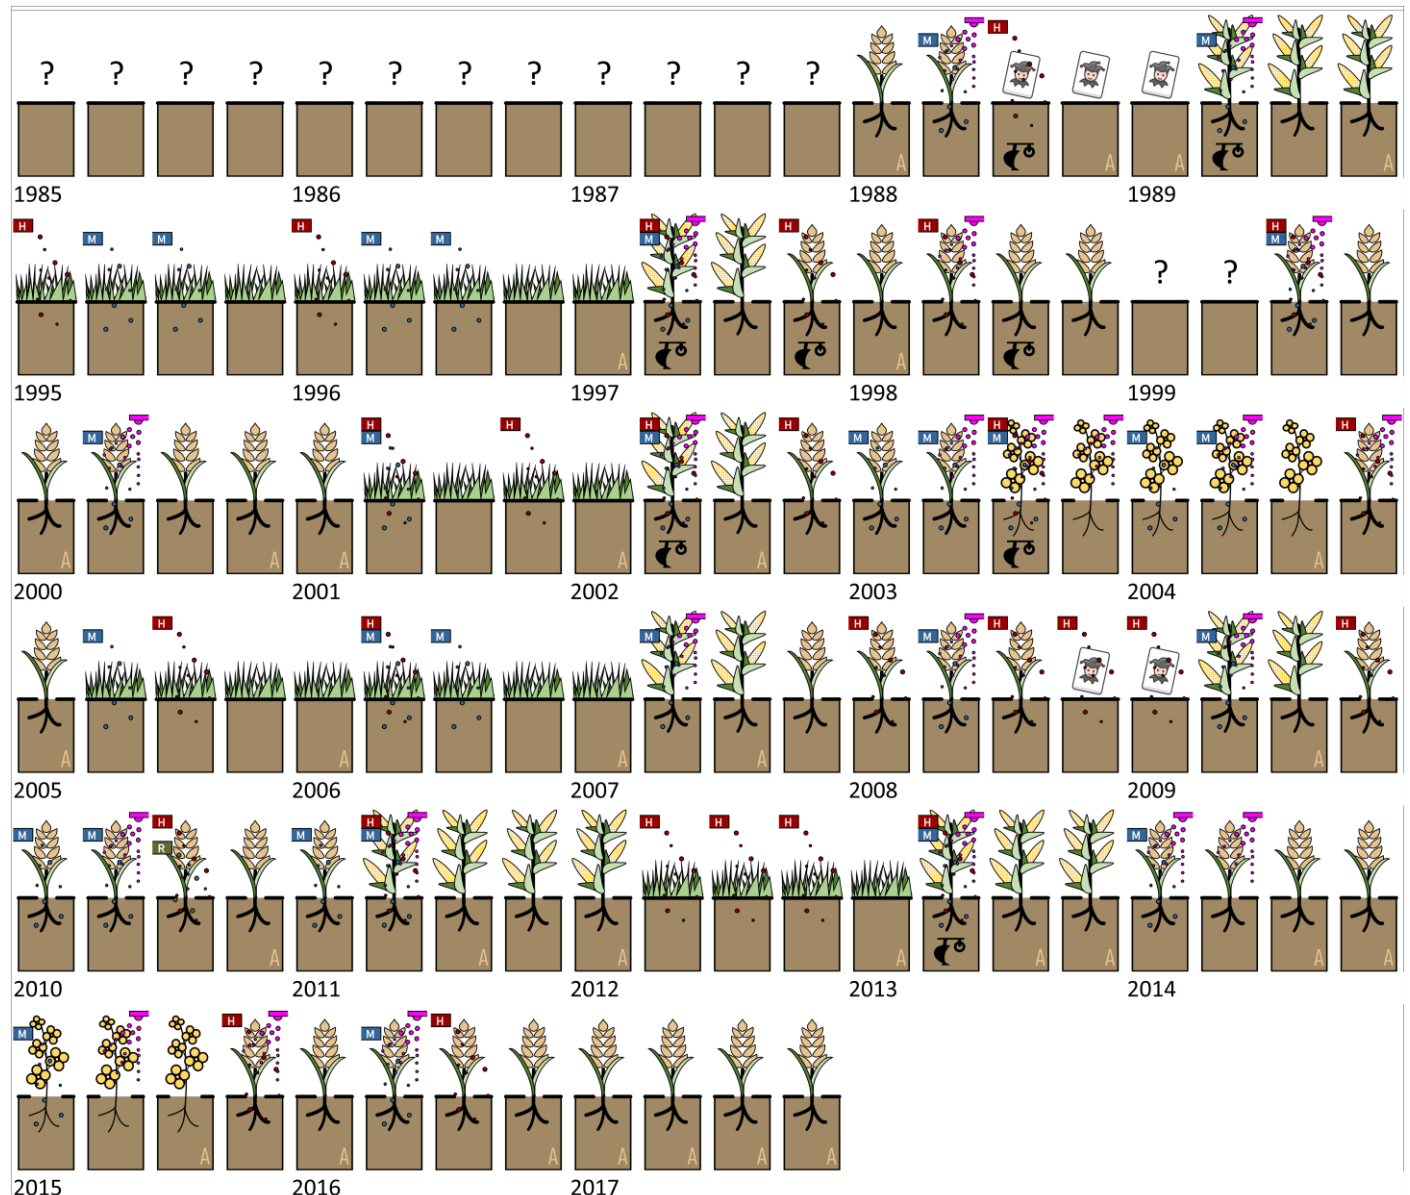 H
M M
? ? ? ? ? ? ? ? ? ? ? ?
A A A A
1985 1986 1987 1988 1989
H H H H H H
M M M M M M
? ?
A A A A
1995 1996 1997 1998 1999
H H H H H H
M M M M M M M M
A A A A A A A
2000 2001 2002 2003 2004
H H H H H H H
M M M M M M
A A A A A
2005 2006 2007 2008 2009
H H H H H
M M M M M M
R
A A A A A A A A A
2010 2011 2012 2013 2014
H H
M M
A A A A A A A
2015 2016 2017